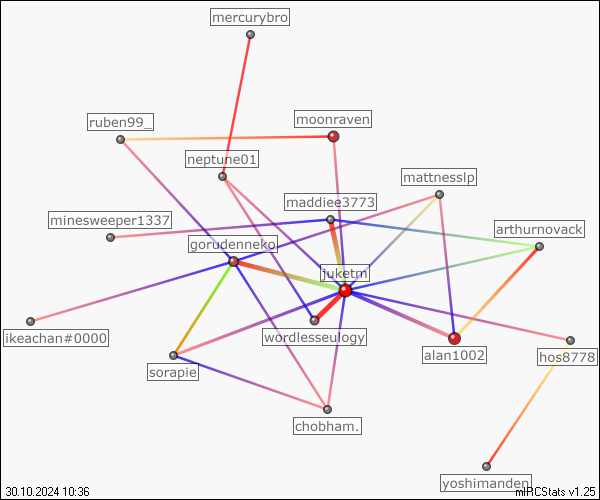 mercurybro
ruben99_
moonraven
neptune01
mattnesslp
maddiee3773
minesweeper1337
arthurnovack
gorudenneko
juketm
ikeachan#0000
wordlesseulogy
alan1002
hos8778
sorapie
chobham.
yoshimanden
30.10.2024 10:36
mIRCStats v1.25